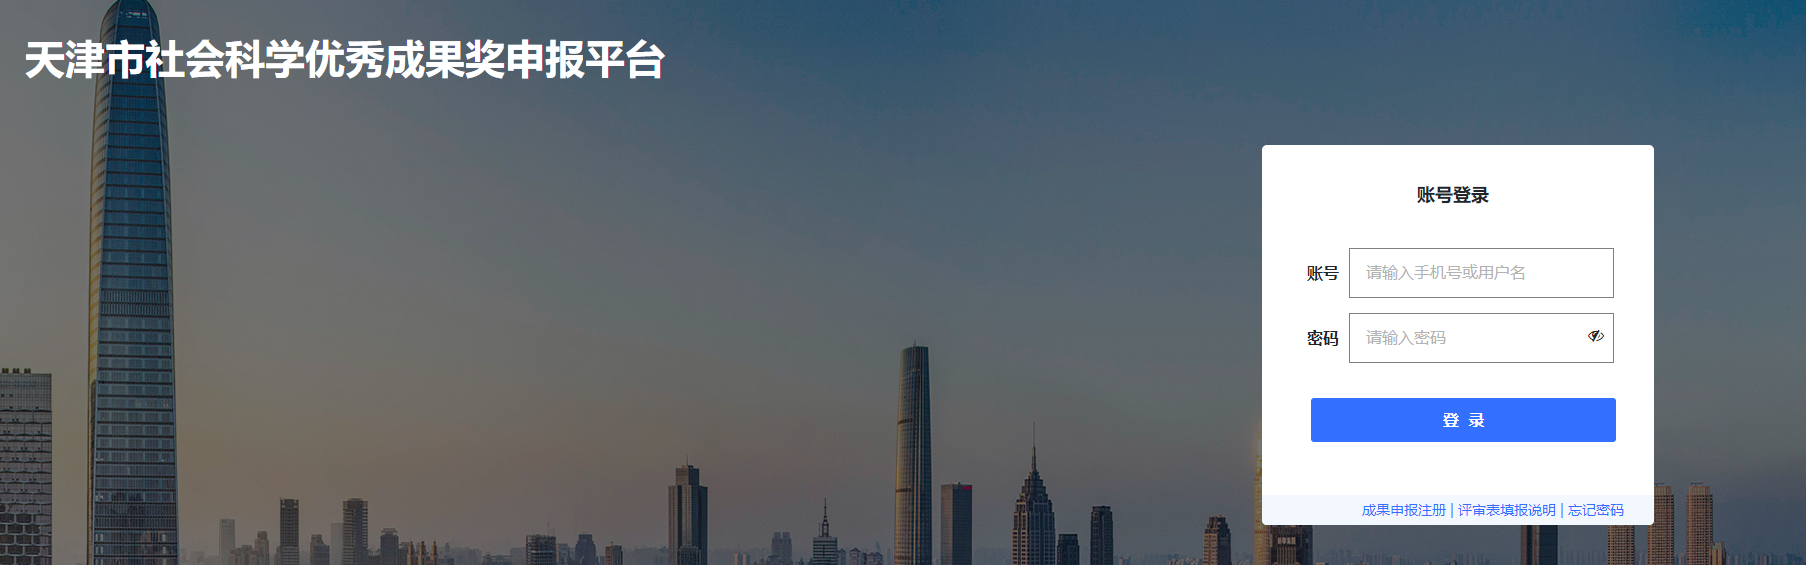 天津市社会科学优秀成果奖申报平台
账号登录
账号 请输入手机号或用户名
密码 请输入密码
登 录
成果申报注册 | 评审表填报说明 | 忘记密码